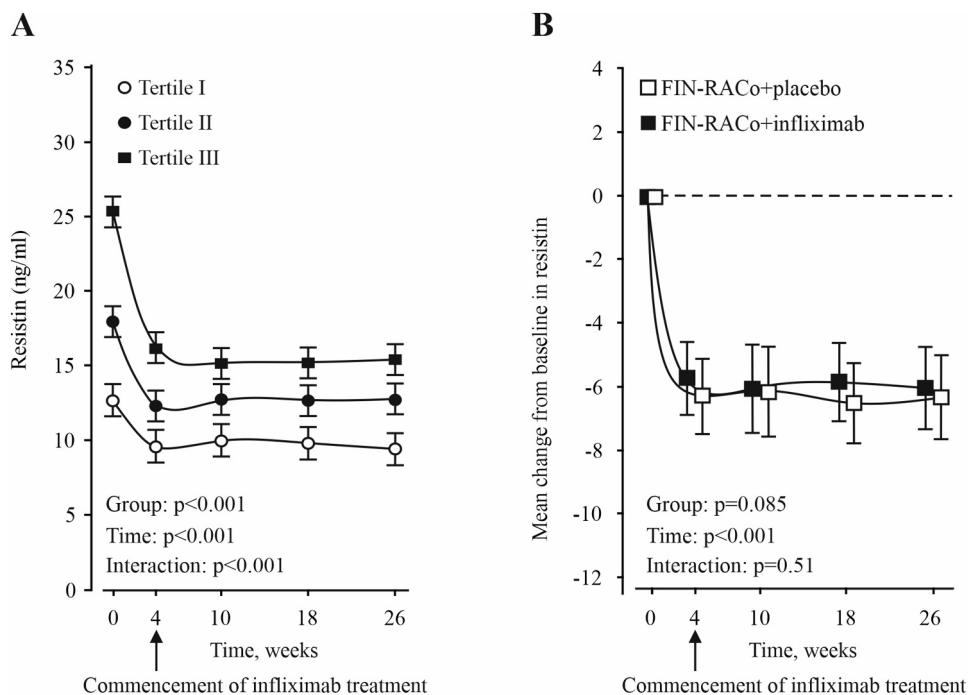 A
35
30
25
20
15
10
5
0
Resistin (ng/ml)
Tertile I
Tertile II
Tertile III
Group: p<0.001
Time: p<0.001
Interaction: p<0.001
0 4 10 18 26
Time, weeks
Commencement of infliximab treatment
B
4
2
0
-2
-4
-6
-8
-10
-12
Mean change from baseline in resistin
FIN-RACo+placebo
FIN-RACo+infliximab
Group: p=0.085
Time: p<0.001
Interaction: p=0.51
0 4 10 18 26
Time, weeks
Commencement of infliximab treatment